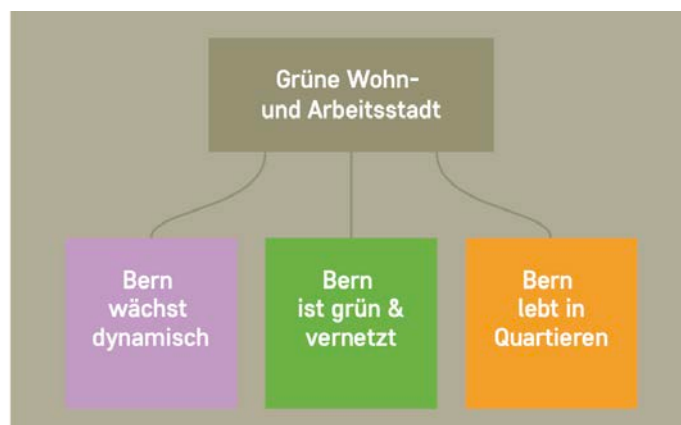 Grüne Wohn-
und Arbeitsstadt
Bern
wächst
dynamisch
Bern
ist grün &
vernetzt
Bern
lebt in
Quartieren